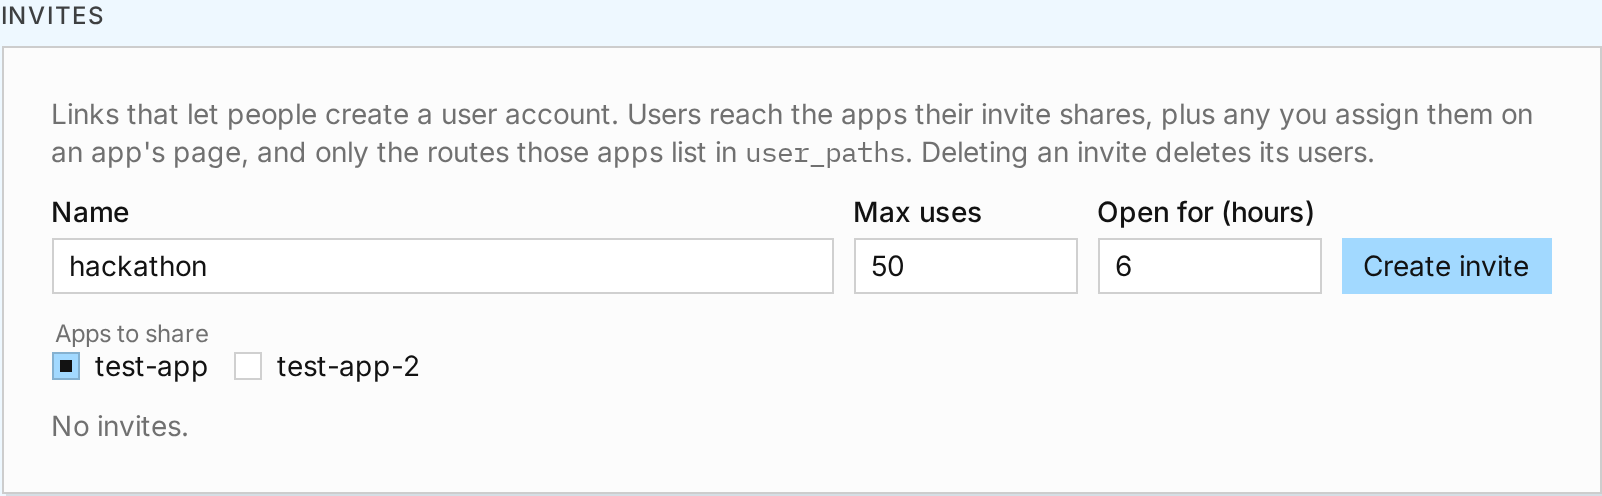 INVITES
Links that let people create a user account. Users reach the apps their invite shares, plus any you assign them on
an app's page, and only the routes those apps list in user_paths. Deleting an invite deletes its users.
Name
Max uses
Open for (hours)
hackathon
50
6
Create invite
Apps to share
test-app
test-app-2
No invites.